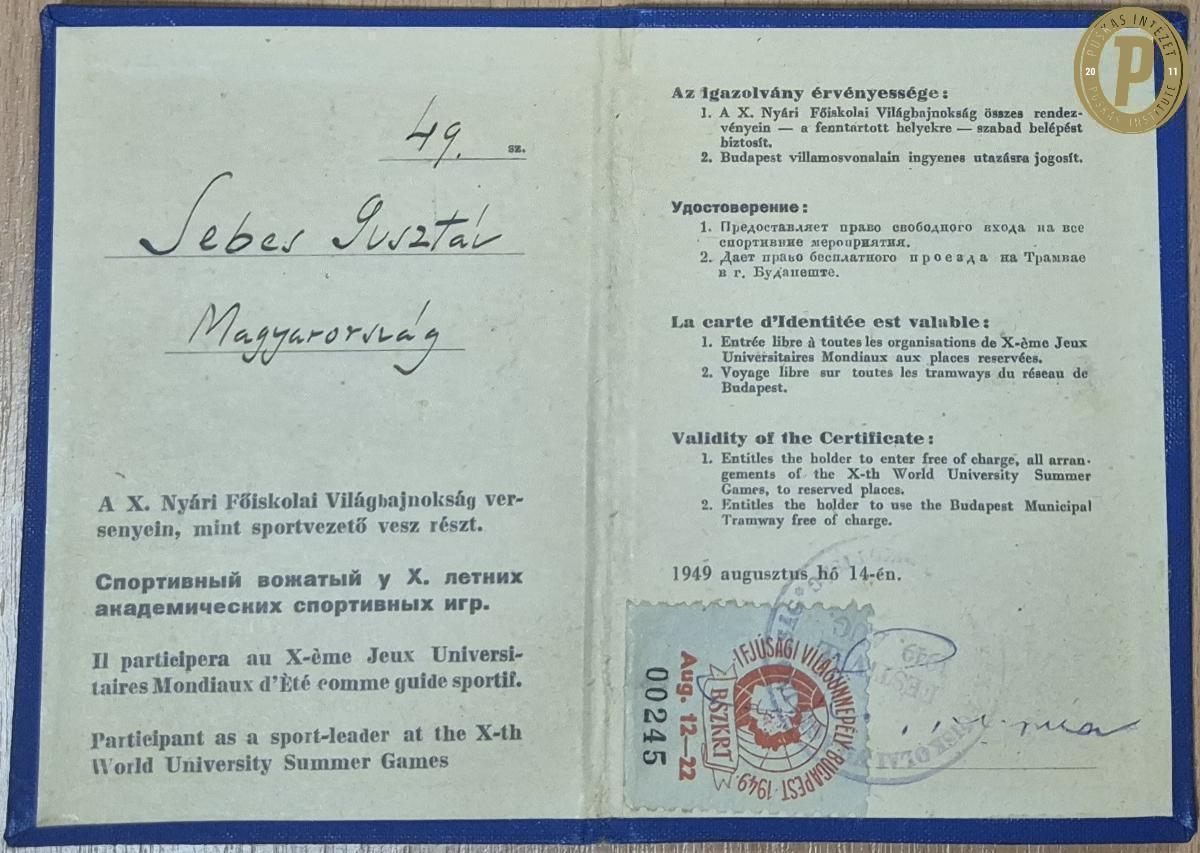 49. sz.
Sebes Gusztáv
Magyarország
A X. Nyári Főiskolai Világbajnokság ver-
senyein, mint sportvezető vesz részt.
Спортивный вожатый у X. летних
академических спортивных игр.
Il participera au X-ème Jeux Universi-
taires Mondiaux d'Èté comme guide sportif.
Participant as a sport-leader at the X-th
World University Summer Games
Az igazolvány érvényessége:
1. A X. Nyári Főiskolai Világbajnokság összes rendez-
vényein — a fenntartott helyekre — szabad belépést
biztosit.
2. Budapest villamosvonalain ingyenes utazásra jogosít.
Удостоверение:
1. Предоставляет право свободного входа на все
спортивние мероприятия.
2. Дает право бесплатного проезда на Трамвае
в г. Буданеште.
La carte d'Identitée est valable:
1. Entrée libre à toutes les organisations de X-ème Jeux
Universitaires Mondiaux aux places reservées.
2. Voyage libre sur toutes les tramways du réseau de
Budapest.
Validity of the Certificate:
1. Entitles the holder to enter free of charge, all arran-
gements of the X-th World University Summer
Games, to reserved places.
2. Entitles the holder to use the Budapest Municipal
Tramway free of charge.
1949 augusztus hó 14-én.
IFJÚSÁGI VILÁGÜNNEPÉLY · BUDAPEST · 1949.
BSZKRT
Aug. 12—22
00245
PUSKÁS INTÉZET
20 P 11
PUSKÁS INSTITUTE